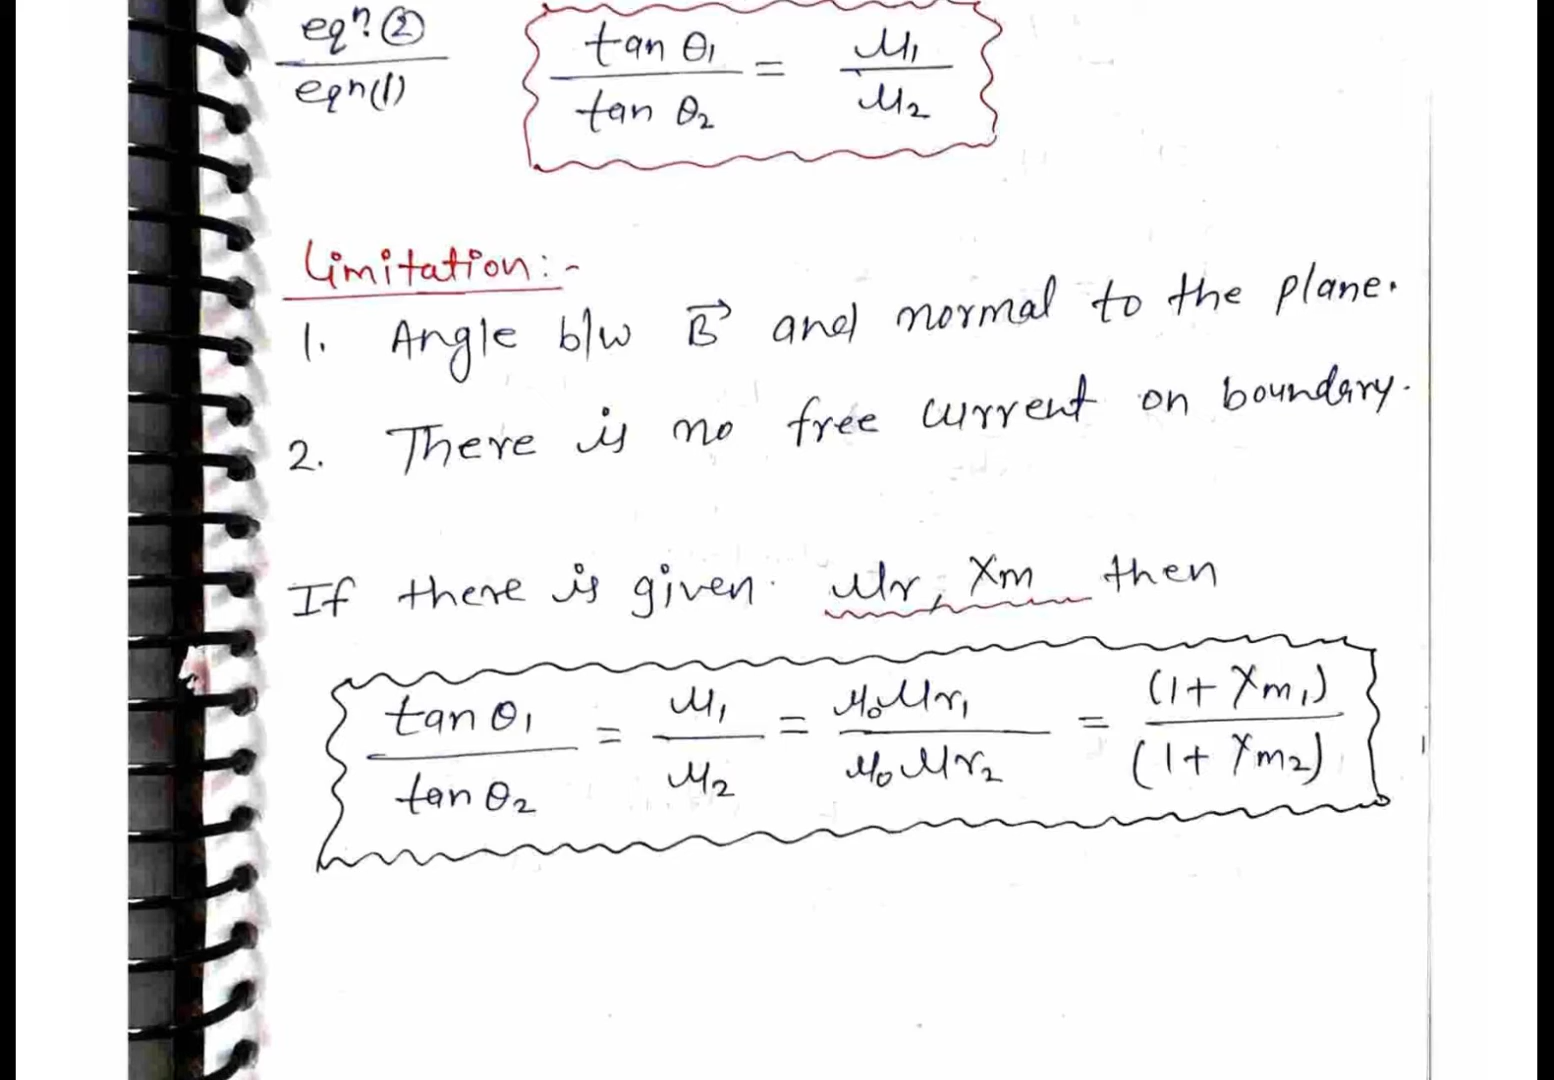 eqⁿ ② / eqn(1)    tan θ₁ / tan θ₂ = μ₁ / μ₂
Limitation:-
1. Angle b/w B⃗ and normal to the plane.
2. There is no free current on boundary.
If there is given μr, Xm then
tan θ₁ / tan θ₂ = μ₁ / μ₂ = μ₀μr₁ / μ₀μr₂ = (1+Xm₁) / (1+Xm₂)